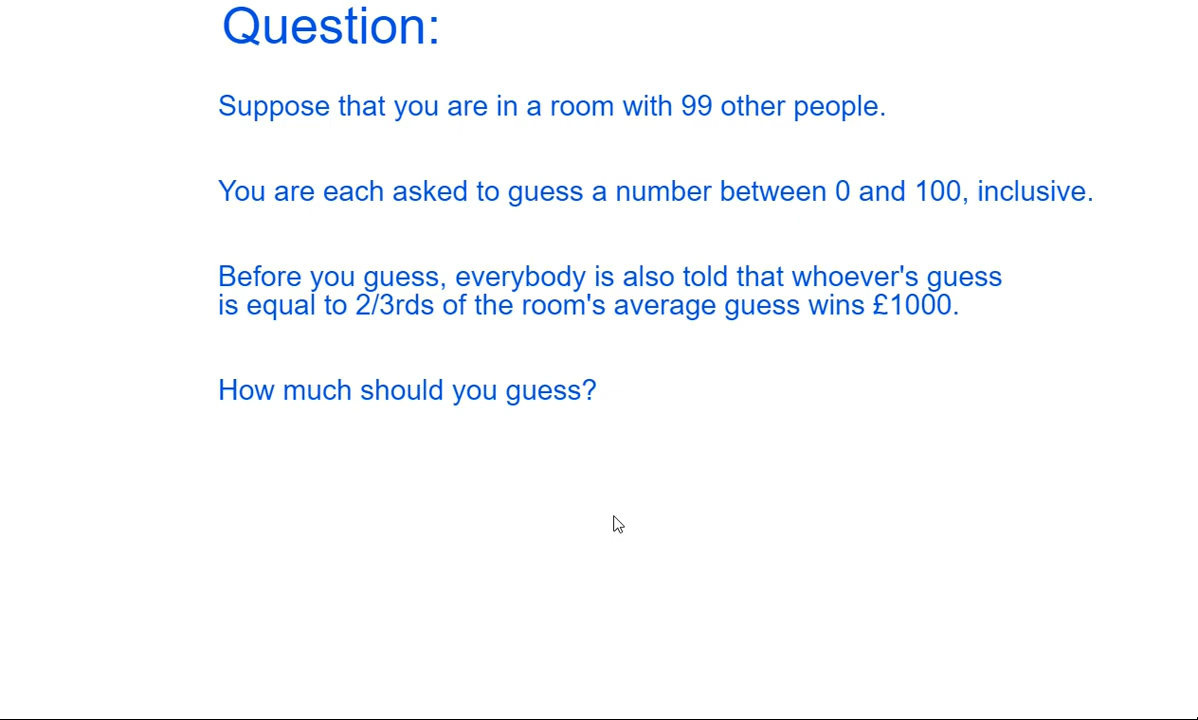 Question:
Suppose that you are in a room with 99 other people.
You are each asked to guess a number between 0 and 100, inclusive.
Before you guess, everybody is also told that whoever's guess
is equal to 2/3rds of the room's average guess wins £1000.
How much should you guess?